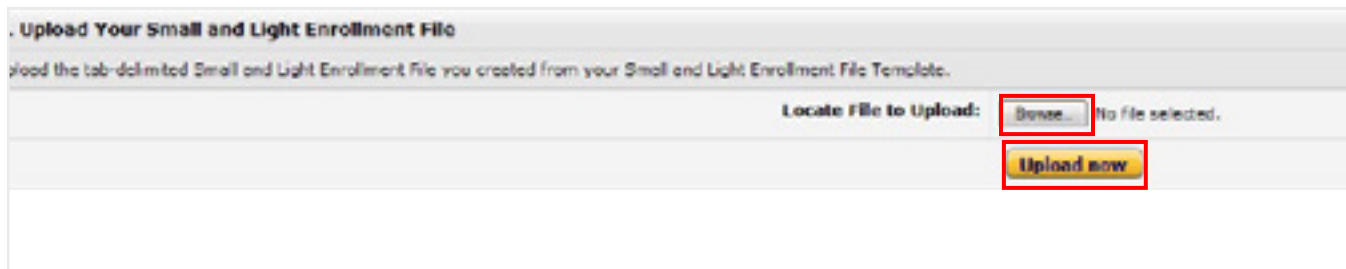 . Upload Your Small and Light Enrollment File
pload the tab-delimited Small and Light Enrollment File you created from your Small and Light Enrollment File Template.
Locate File to Upload: Browse... No file selected.
Upload now